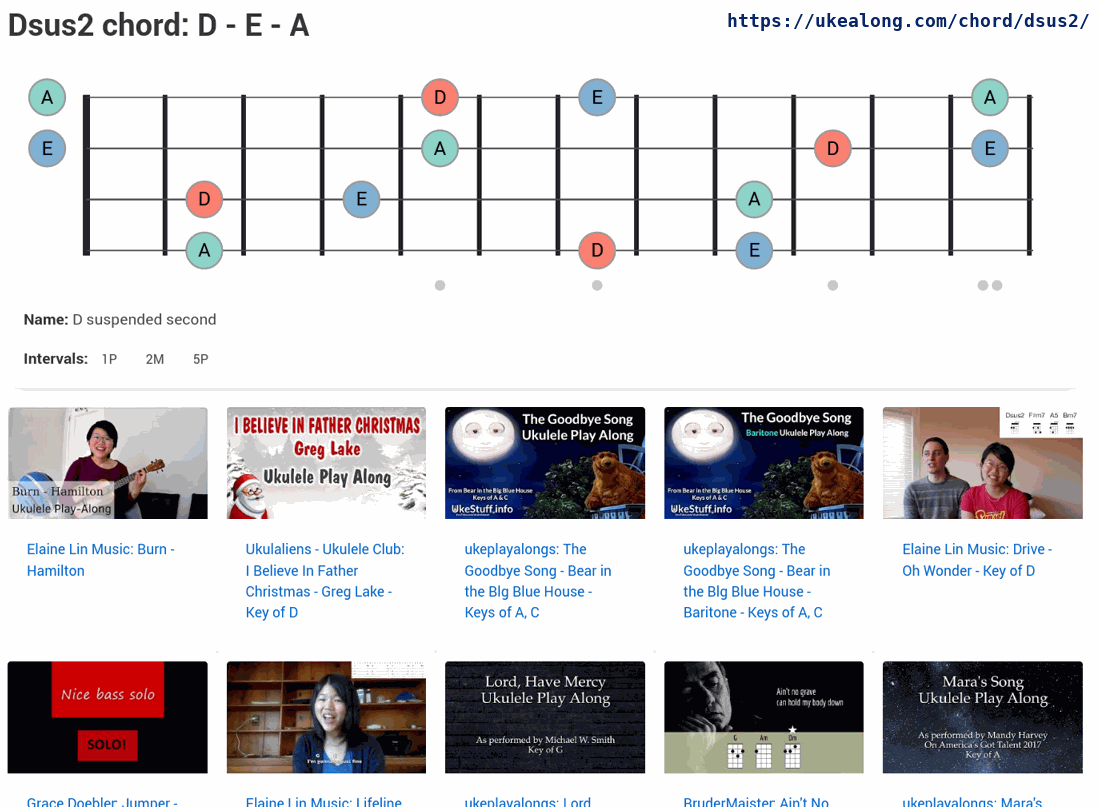 Dsus2 chord: D - E - A
https://ukealong.com/chord/dsus2/
A D E A
E A D E
D E A
A D E
Name: D suspended second
Intervals: 1P 2M 5P
Burn - Hamilton
Ukulele Play-Along
I BELIEVE IN FATHER CHRISTMAS
Greg Lake
Ukulele Play Along
The Goodbye Song
Ukulele Play Along
From Bear in the Big Blue House
Keys of A & C
UkeStuff.info
The Goodbye Song
Baritone Ukulele Play Along
From Bear in the Big Blue House
Keys of A & C
UkeStuff.info
Dsus2 F#m7 A5 Bm7
Elaine Lin Music: Burn -
Hamilton
Ukulaliens - Ukulele Club:
I Believe In Father
Christmas - Greg Lake -
Key of D
ukeplayalongs: The
Goodbye Song - Bear in
the BIg Blue House -
Keys of A, C
ukeplayalongs: The
Goodbye Song - Bear in
the BIg Blue House -
Baritone - Keys of A, C
Elaine Lin Music: Drive -
Oh Wonder - Key of D
Nice bass solo
SOLO!
G
I'm gonna just fine
Lord, Have Mercy
Ukulele Play Along
As performed by Michael W. Smith
Key of G
Ain't no grave
can hold my body down
G Am Dm
Mara's Song
Ukulele Play Along
As performed by Mandy Harvey
On America's Got Talent 2017
Key of A
Grace Doebler: Jumper -
Elaine Lin Music: Lifeline
ukeplayalongs: Lord
BruderMaister: Ain't No
ukeplayalongs: Mara's